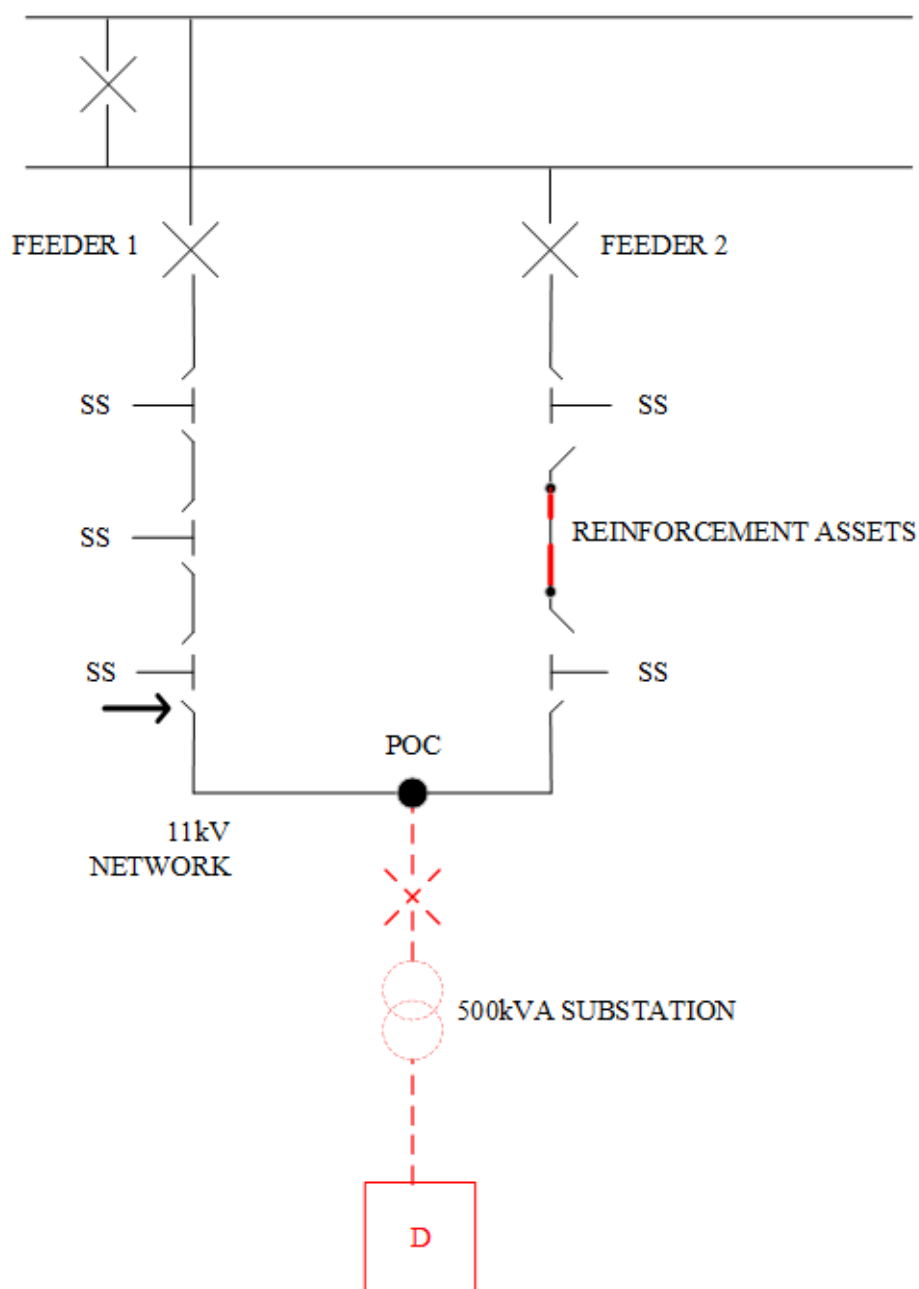 FEEDER 1
FEEDER 2
SS
SS
SS
REINFORCEMENT ASSETS
SS
SS
POC
11kV
NETWORK
500kVA SUBSTATION
D